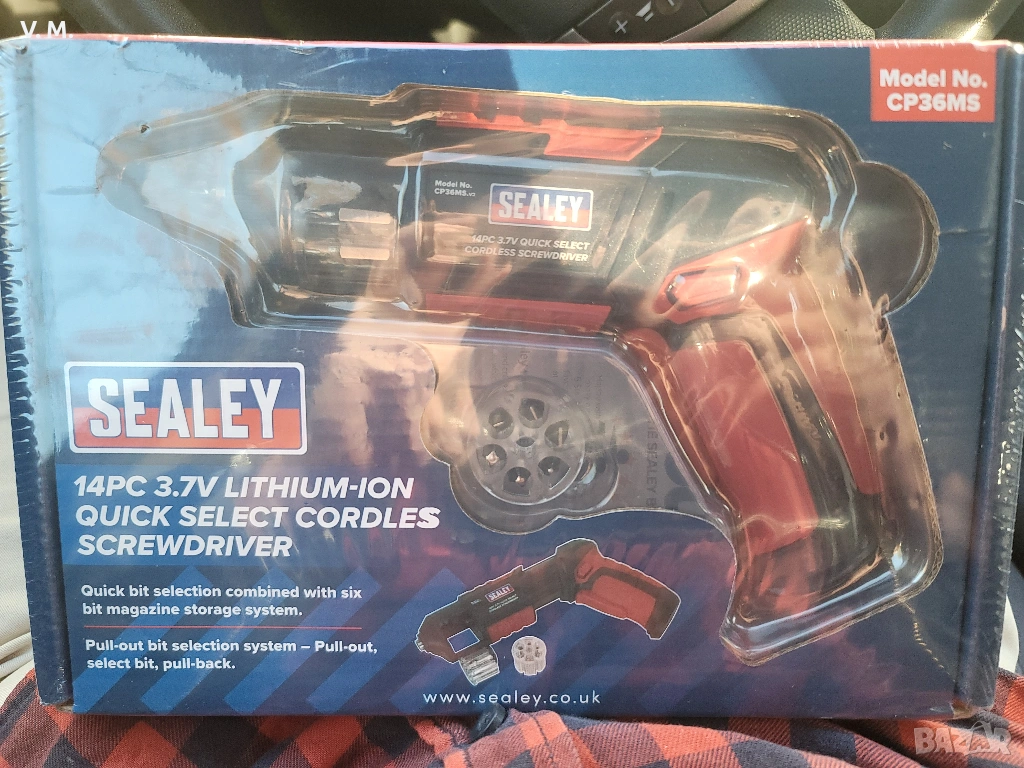 V.M.
Model No.
CP36MS
Model No.
CP36MS.V2
SEALEY
14PC 3.7V QUICK SELECT
CORDLESS SCREWDRIVER
SEALEY
14PC 3.7V LITHIUM-ION
QUICK SELECT CORDLES
SCREWDRIVER
Quick bit selection combined with six
bit magazine storage system.
Pull-out bit selection system – Pull-out,
select bit, pull-back.
SEALEY
www.sealey.co.uk
BAZAR